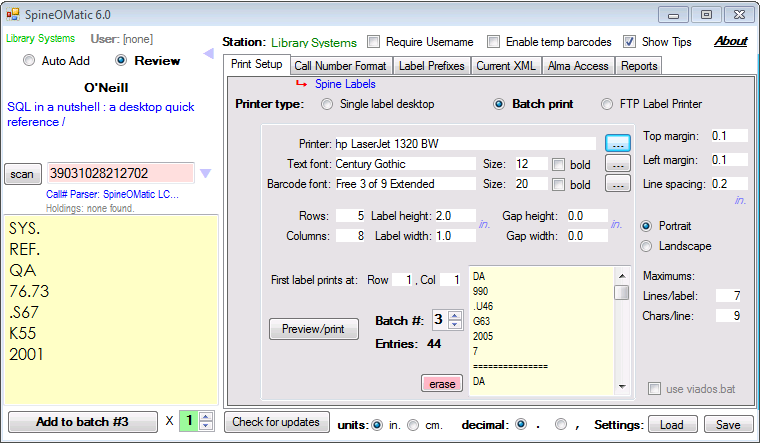 SpineOMatic 6.0
Library Systems User: [none]
Auto Add Review
O'Neill
SQL in a nutshell : a desktop quick
reference /
scan 39031028212702
Call# Parser: SpineOMatic LC...
Holdings: none found.
SYS.
REF.
QA
76.73
.S67
K55
2001
Add to batch #3 X 1
Station: Library Systems Require Username Enable temp barcodes Show Tips About
Print Setup Call Number Format Label Prefixes Current XML Alma Access Reports
Spine Labels
Printer type: Single label desktop Batch print FTP Label Printer
Printer: hp LaserJet 1320 BW ...
Text font: Century Gothic Size: 12 bold ...
Barcode font: Free 3 of 9 Extended Size: 20 bold ...
Rows: 5 Label height: 2.0 in. Gap height: 0.0 in.
Columns: 8 Label width: 1.0 Gap width: 0.0
First label prints at: Row 1 , Col 1
Preview/print
Batch #: 3
Entries: 44
erase
DA
990
.U46
G63
2005
7
===============
DA
Top margin: 0.1
Left margin: 0.1
Line spacing: 0.2
in.
Portrait
Landscape
Maximums:
Lines/label: 7
Chars/line: 9
use viados.bat
Check for updates units: in. cm. decimal: . , Settings: Load Save